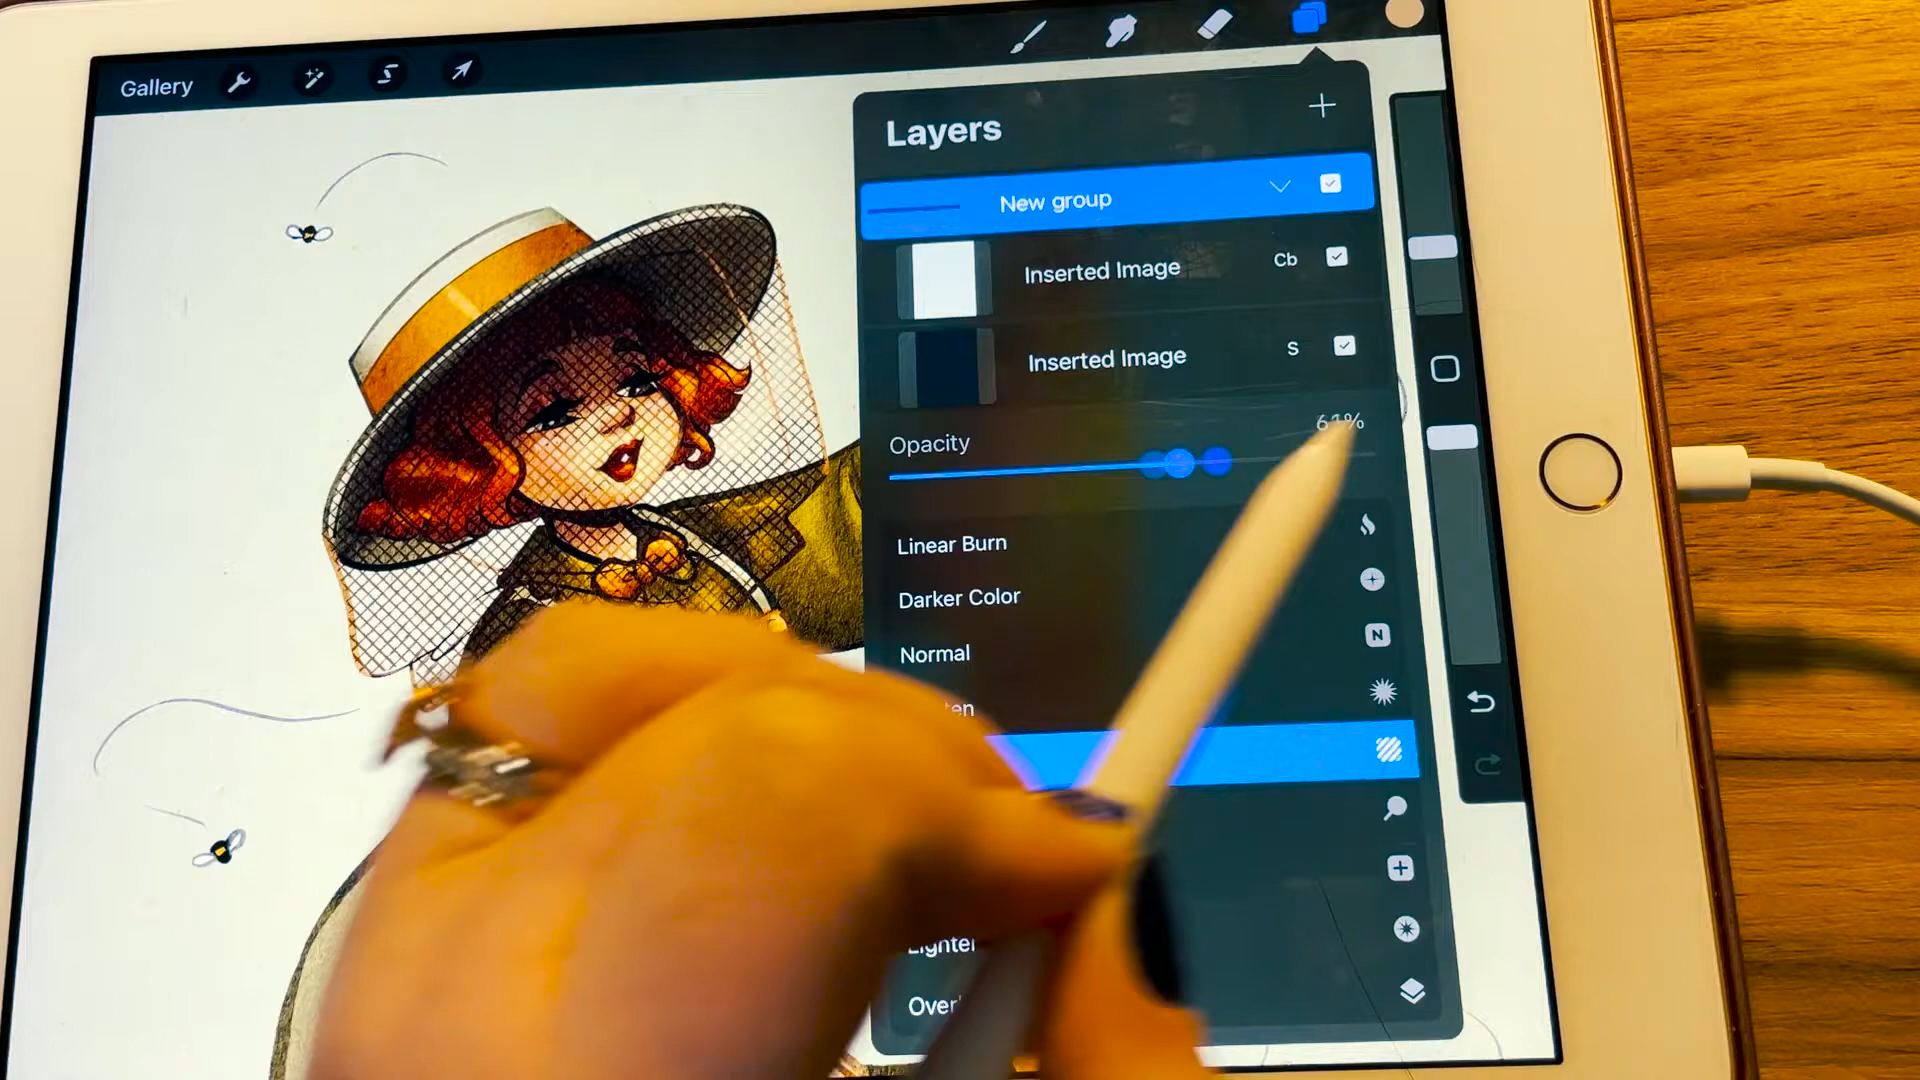 Gallery
Layers
New group
Inserted Image Cb
Inserted Image S
Opacity
Linear Burn
Darker Color
Normal
N